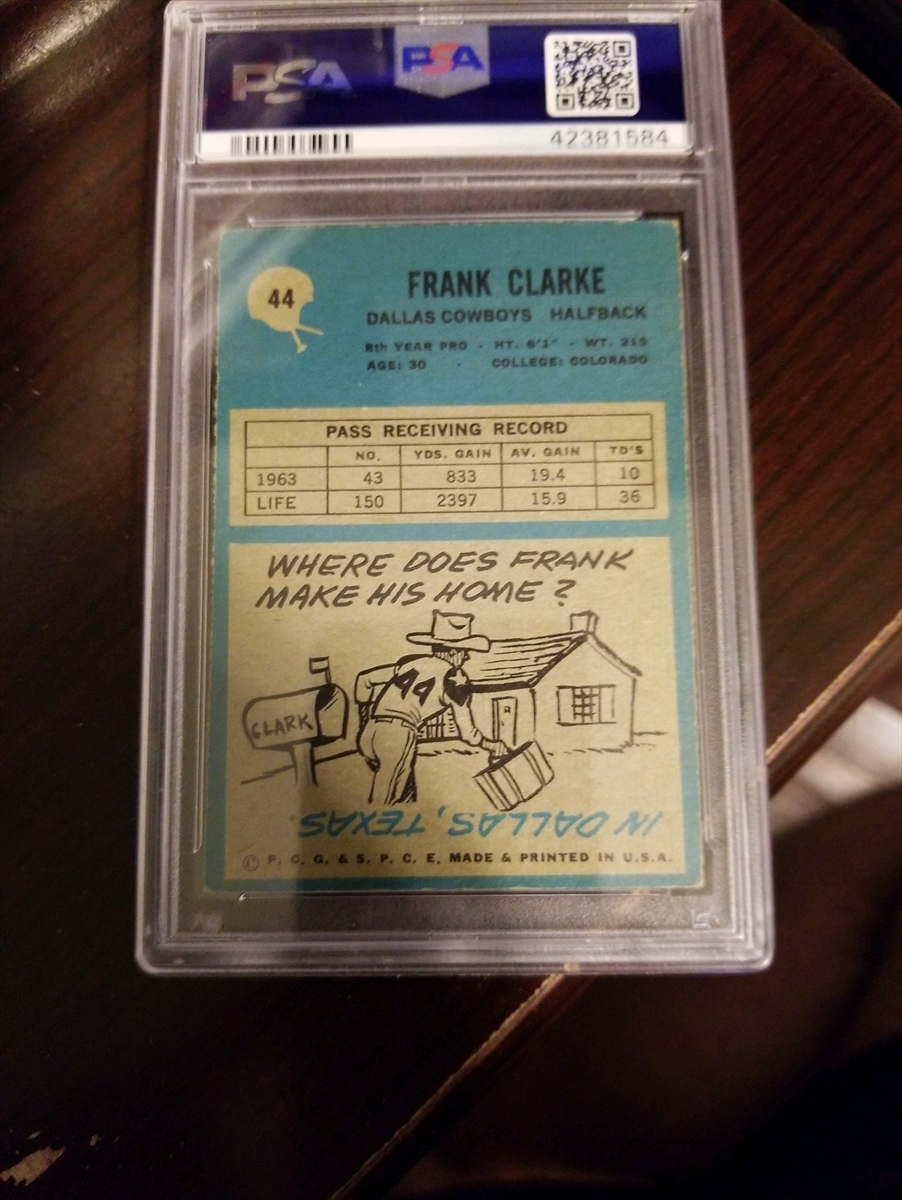 PSA PSA
42381584
44
FRANK CLARKE
DALLAS COWBOYS HALFBACK
8th YEAR PRO - HT. 6'1" - WT. 215
AGE: 30 - COLLEGE: COLORADO
PASS RECEIVING RECORD
NO. YDS. GAIN AV. GAIN TD'S
1963 43 833 19.4 10
LIFE 150 2397 15.9 36
WHERE DOES FRANK
MAKE HIS HOME?
44
CLARK
IN DALLAS, TEXAS.
© P. C. G. & S. P. C. E. MADE & PRINTED IN U.S.A.